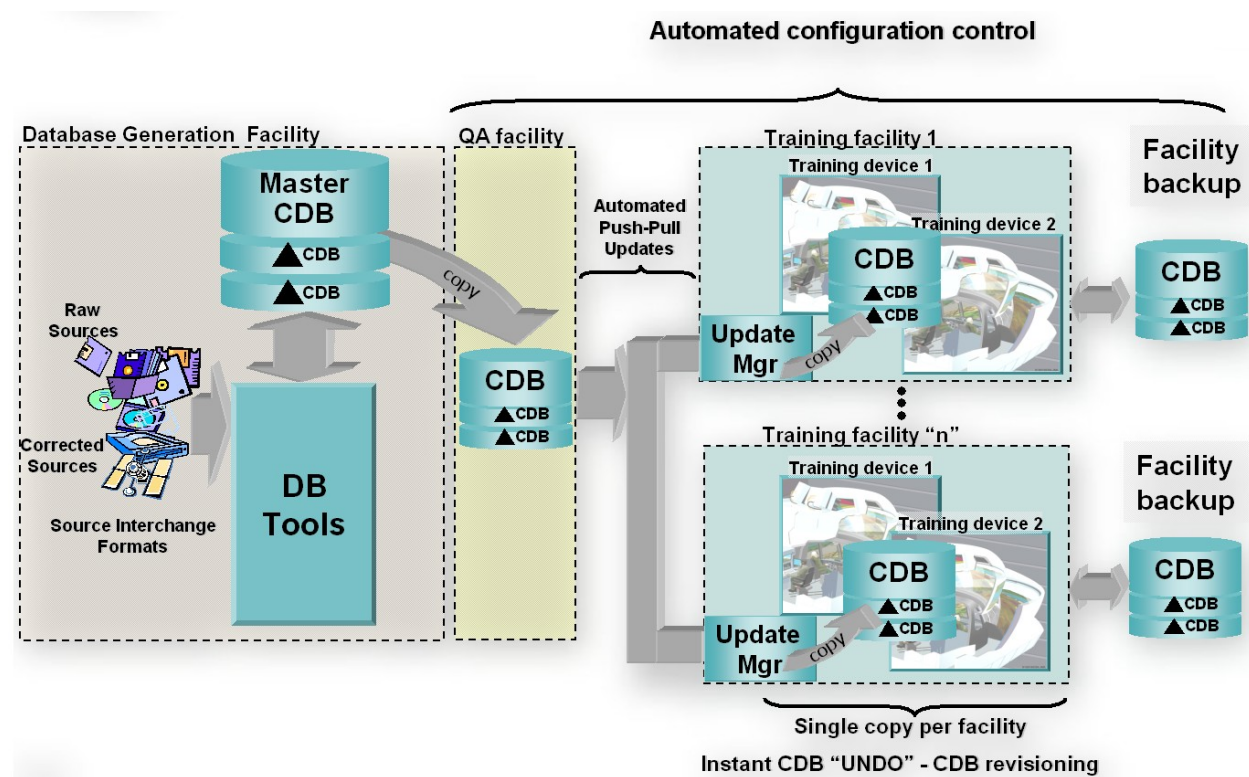 Automated configuration control
Database Generation Facility
QA facility
Training facility 1
Facility
backup
Training device 1
Master
CDB
▲CDB
▲CDB
Automated
Push-Pull
Updates
Training device 2
CDB
▲CDB
▲CDB
CDB
▲CDB
▲CDB
copy
Raw
Sources
Update
Mgr
copy
CDB
▲CDB
▲CDB
Corrected
Sources
Source Interchange
Formats
DB
Tools
Training facility “n”
Facility
backup
Training device 1
Training device 2
CDB
▲CDB
▲CDB
CDB
▲CDB
▲CDB
Update
Mgr
copy
Single copy per facility
Instant CDB “UNDO” - CDB revisioning